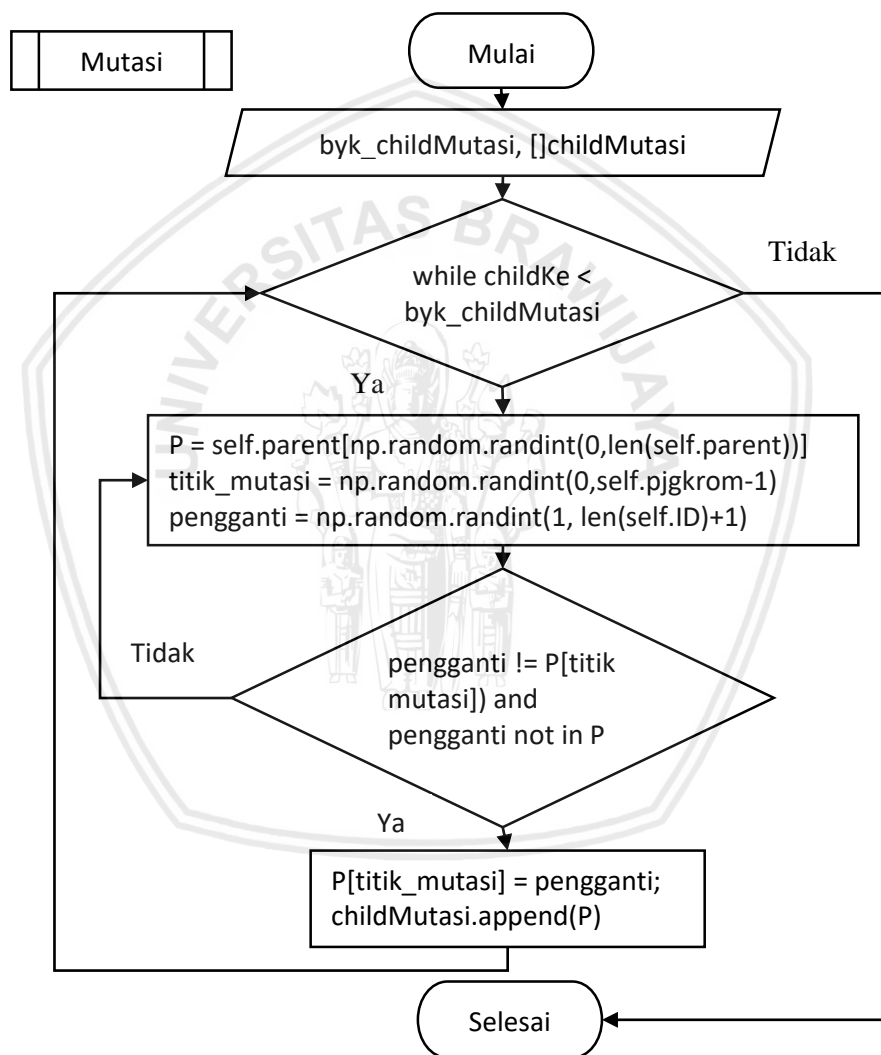 Mutasi
Mulai
byk_childMutasi, []childMutasi
UNIVERSITAS BRAWIJAYA
while childKe <
byk_childMutasi
Tidak
Ya
P = self.parent[np.random.randint(0,len(self.parent))]
titik_mutasi = np.random.randint(0,self.pjgkrom-1)
pengganti = np.random.randint(1, len(self.ID)+1)
Tidak
pengganti != P[titik
mutasi]) and
pengganti not in P
Ya
P[titik_mutasi] = pengganti;
childMutasi.append(P)
Selesai